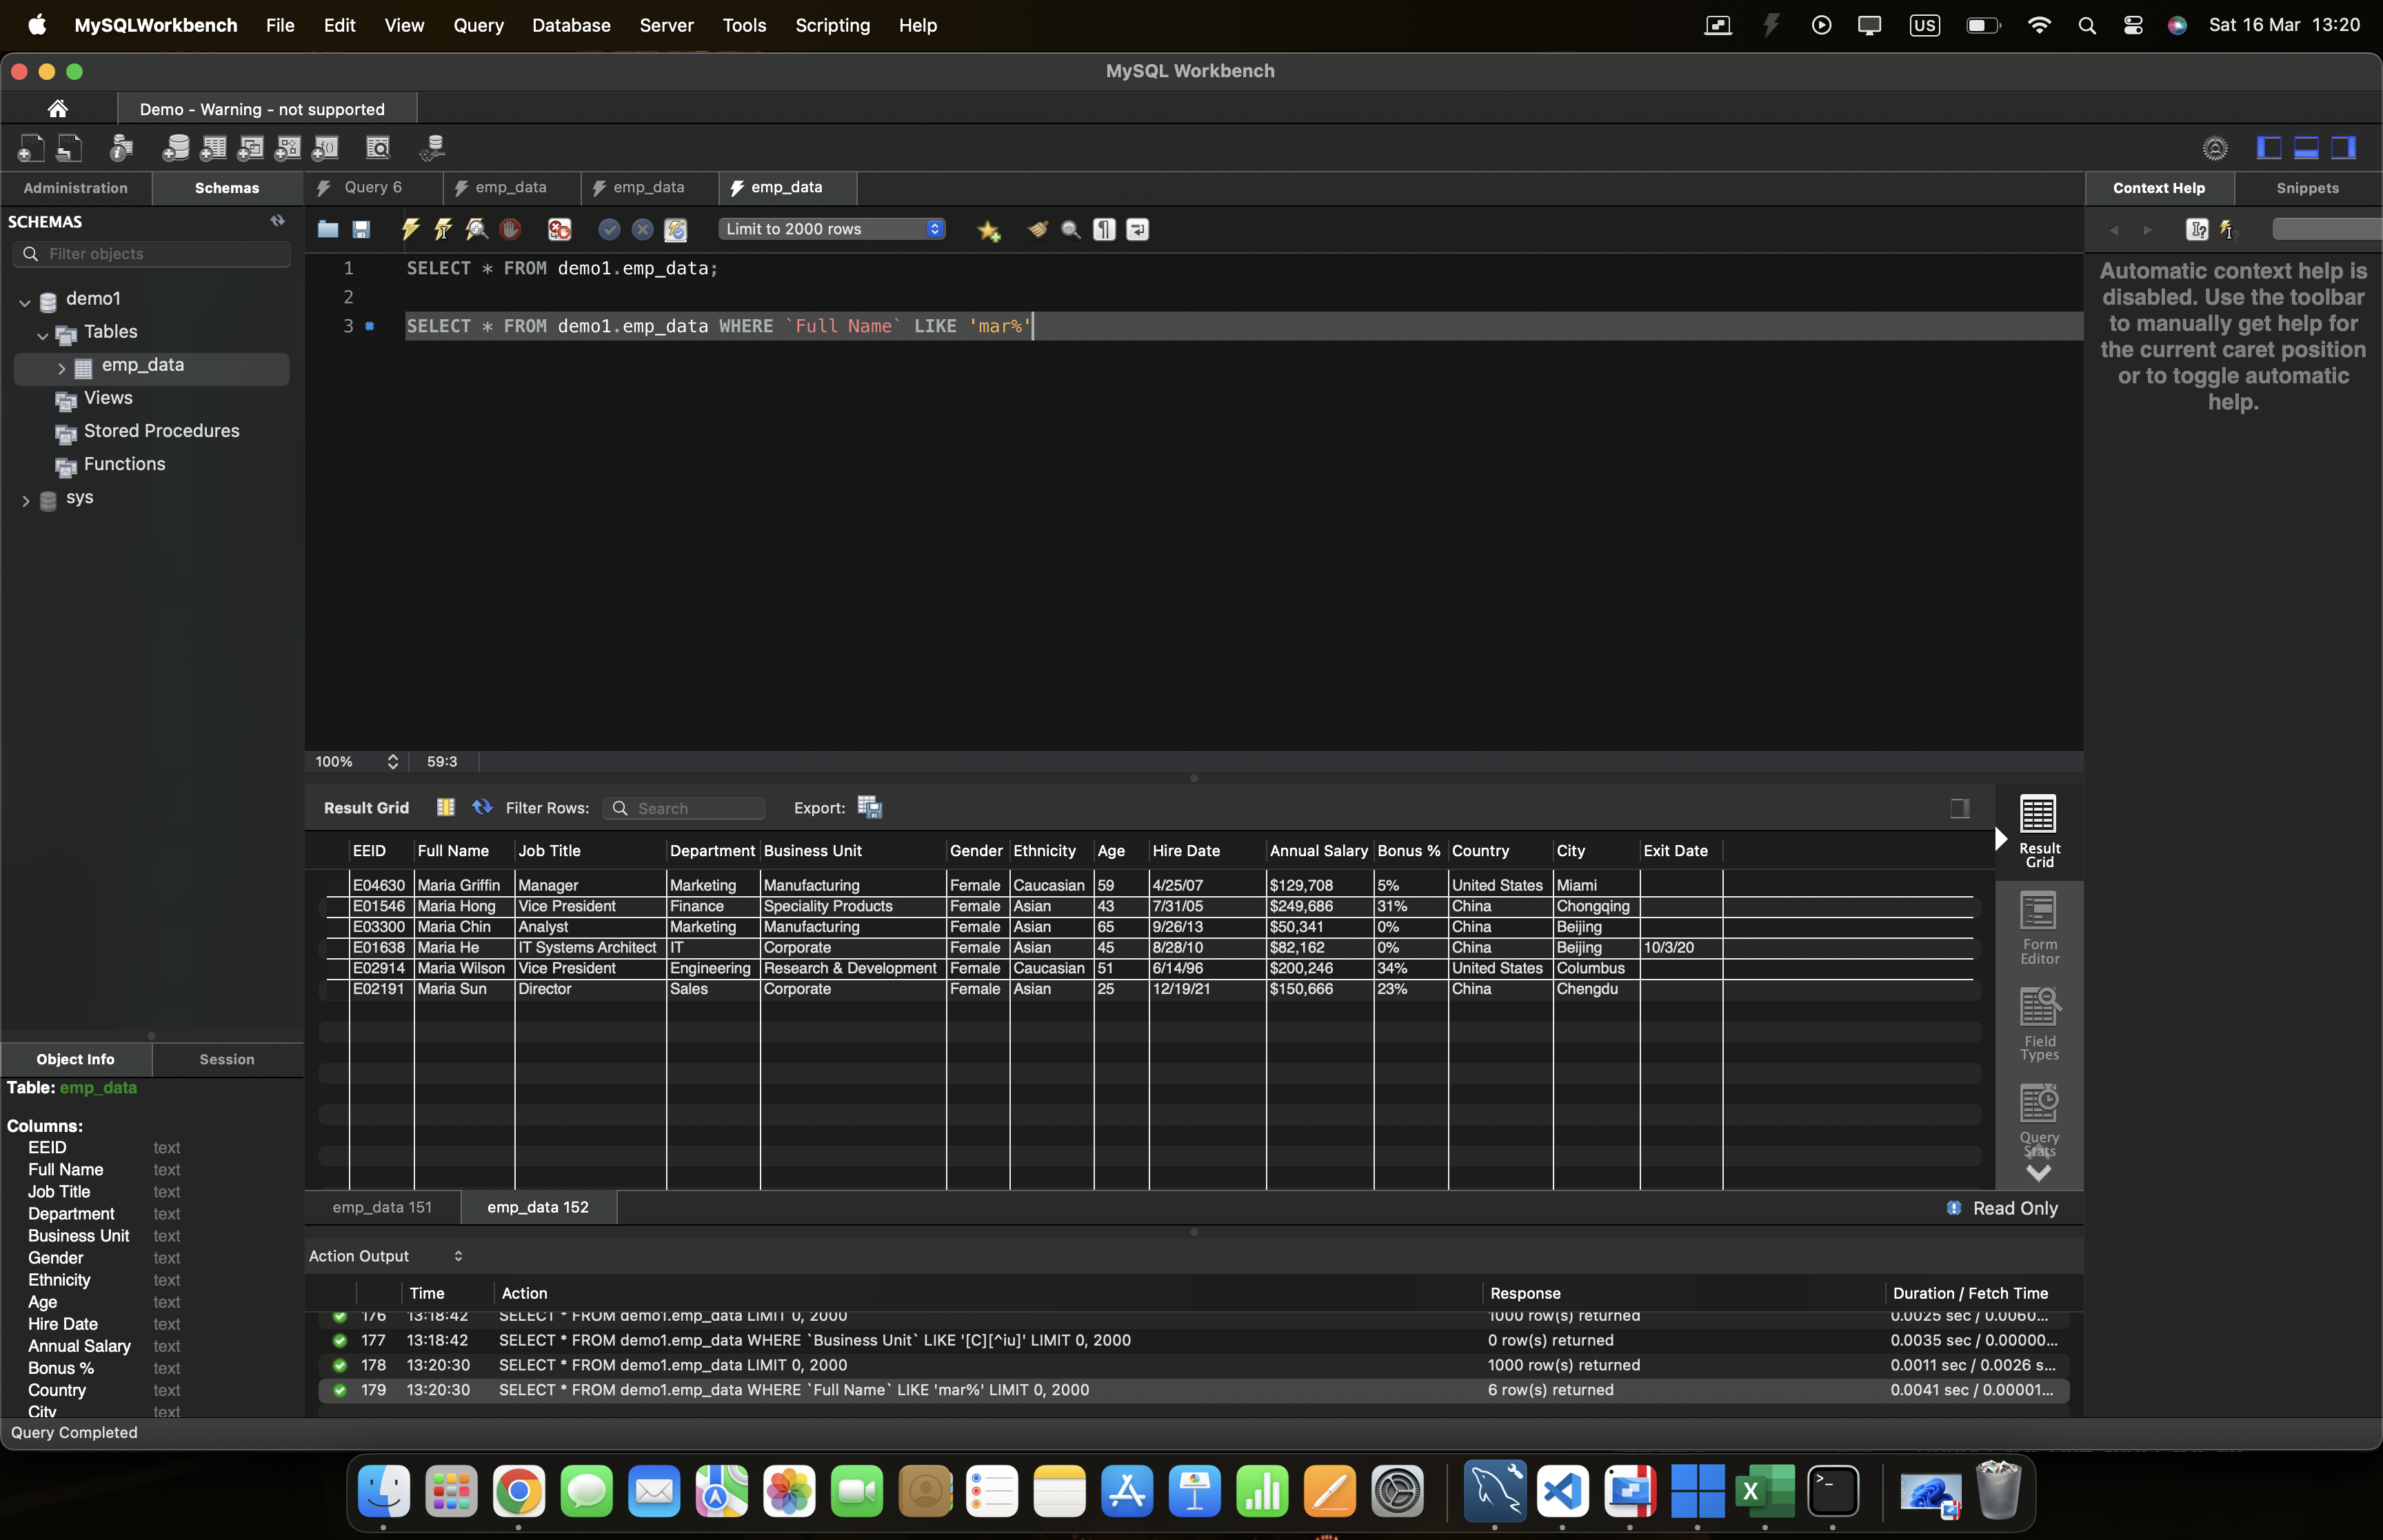 MySQLWorkbench File Edit View Query Database Server Tools Scripting Help US Sat 16 Mar 13:20
MySQL Workbench
Demo - Warning - not supported
Administration Schemas Query 6 emp_data emp_data emp_data Context Help Snippets
SCHEMAS
Filter objects
demo1
Tables
emp_data
Views
Stored Procedures
Functions
sys
Limit to 2000 rows
1 SELECT * FROM demo1.emp_data;
2
3 SELECT * FROM demo1.emp_data WHERE `Full Name` LIKE 'mar%'
Automatic context help is
disabled. Use the toolbar
to manually get help for
the current caret position
or to toggle automatic
help.
100% 59:3
Result Grid Filter Rows: Search Export:
EEID Full Name Job Title Department Business Unit Gender Ethnicity Age Hire Date Annual Salary Bonus % Country City Exit Date
E04630 Maria Griffin Manager Marketing Manufacturing Female Caucasian 59 4/25/07 $129,708 5% United States Miami
E01546 Maria Hong Vice President Finance Speciality Products Female Asian 43 7/31/05 $249,686 31% China Chongqing
E03300 Maria Chin Analyst Marketing Manufacturing Female Asian 65 9/26/13 $50,341 0% China Beijing
E01638 Maria He IT Systems Architect IT Corporate Female Asian 45 8/28/10 $82,162 0% China Beijing 10/3/20
E02914 Maria Wilson Vice President Engineering Research & Development Female Caucasian 51 6/14/96 $200,246 34% United States Columbus
E02191 Maria Sun Director Sales Corporate Female Asian 25 12/19/21 $150,666 23% China Chengdu
Result
Grid
Form
Editor
Field
Types
Query
Stats
emp_data 151 emp_data 152 Read Only
Object Info Session
Table: emp_data
Columns:
EEID text
Full Name text
Job Title text
Department text
Business Unit text
Gender text
Ethnicity text
Age text
Hire Date text
Annual Salary text
Bonus % text
Country text
City text
Action Output
Time Action Response Duration / Fetch Time
176 13:18:42 SELECT * FROM demo1.emp_data LIMIT 0, 2000 1000 row(s) returned 0.0025 sec / 0.0060...
177 13:18:42 SELECT * FROM demo1.emp_data WHERE `Business Unit` LIKE '[C][^iu]' LIMIT 0, 2000 0 row(s) returned 0.0035 sec / 0.00000...
178 13:20:30 SELECT * FROM demo1.emp_data LIMIT 0, 2000 1000 row(s) returned 0.0011 sec / 0.0026 s...
179 13:20:30 SELECT * FROM demo1.emp_data WHERE `Full Name` LIKE 'mar%' LIMIT 0, 2000 6 row(s) returned 0.0041 sec / 0.00001...
Query Completed